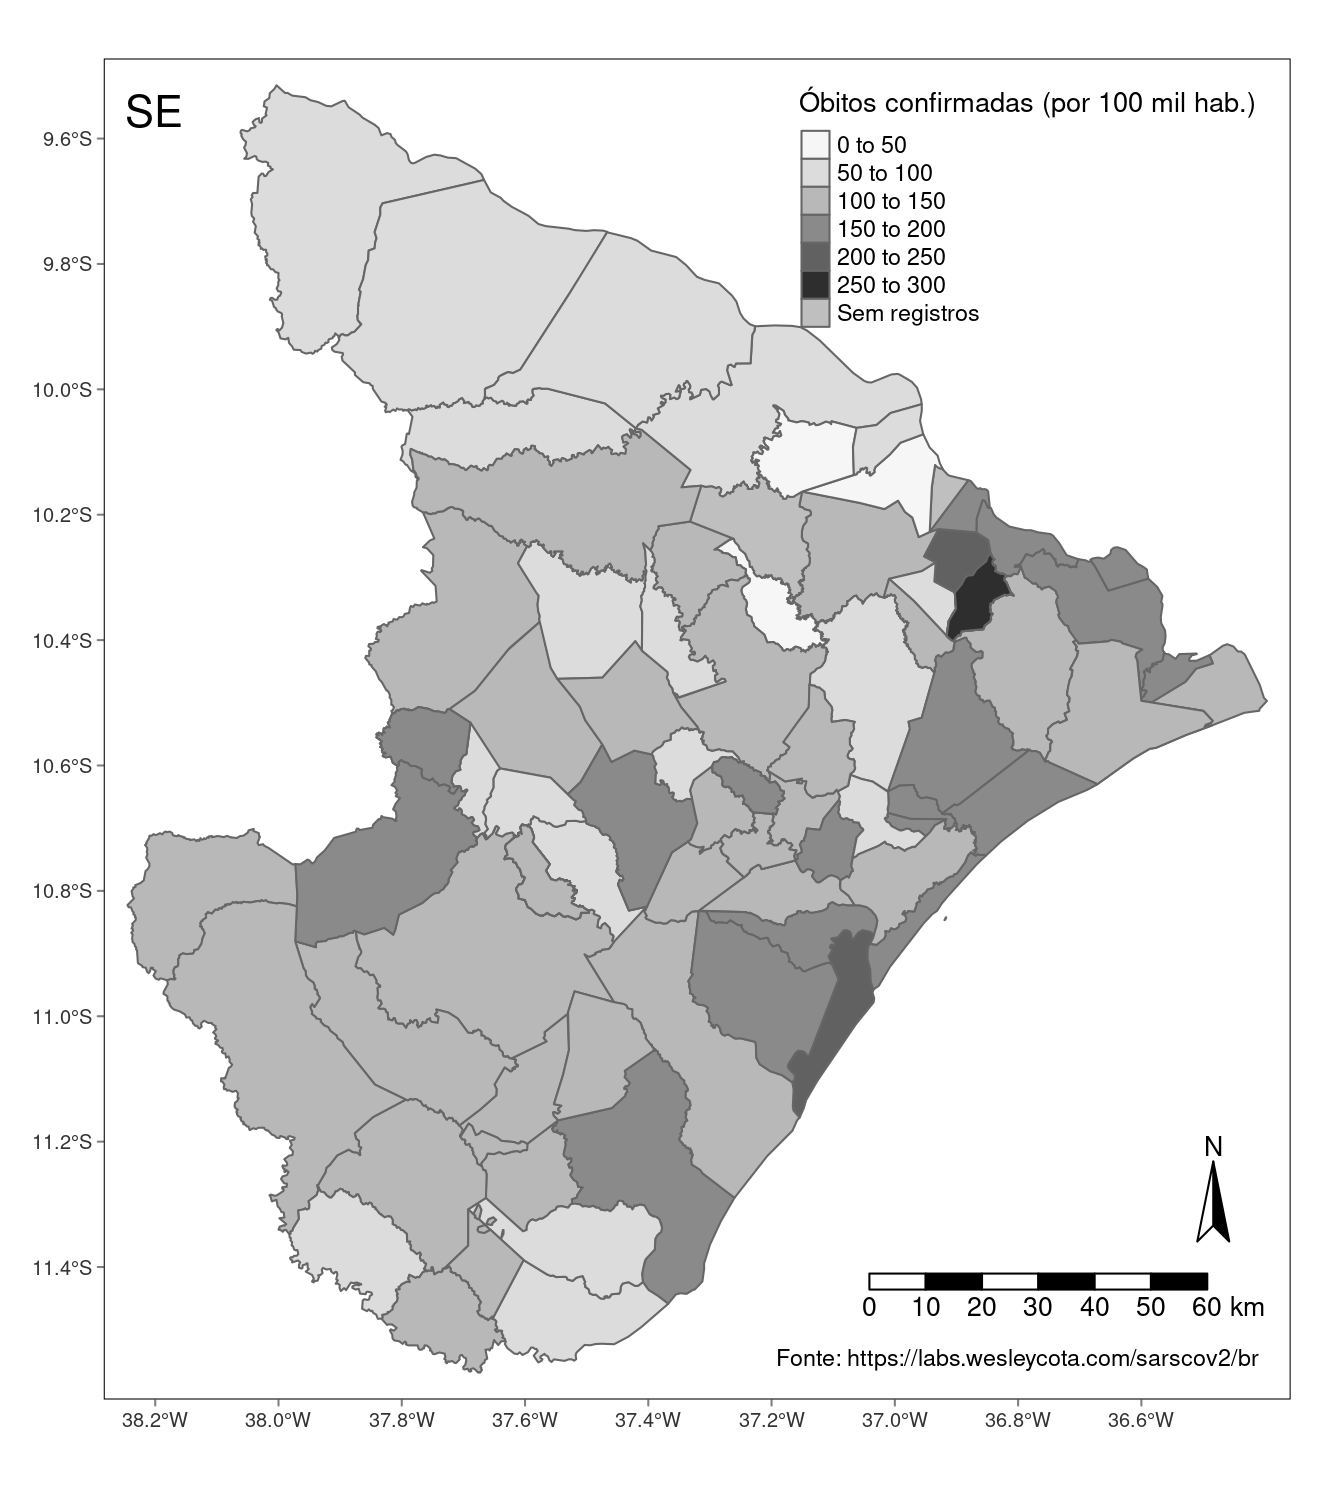 SE
Óbitos confirmadas (por 100 mil hab.)
0 to 50
50 to 100
100 to 150
150 to 200
200 to 250
250 to 300
Sem registros
9.6°S
9.8°S
10.0°S
10.2°S
10.4°S
10.6°S
10.8°S
11.0°S
11.2°S
11.4°S
N
0 10 20 30 40 50 60 km
Fonte: https://labs.wesleycota.com/sarscov2/br
38.2°W 38.0°W 37.8°W 37.6°W 37.4°W 37.2°W 37.0°W 36.8°W 36.6°W